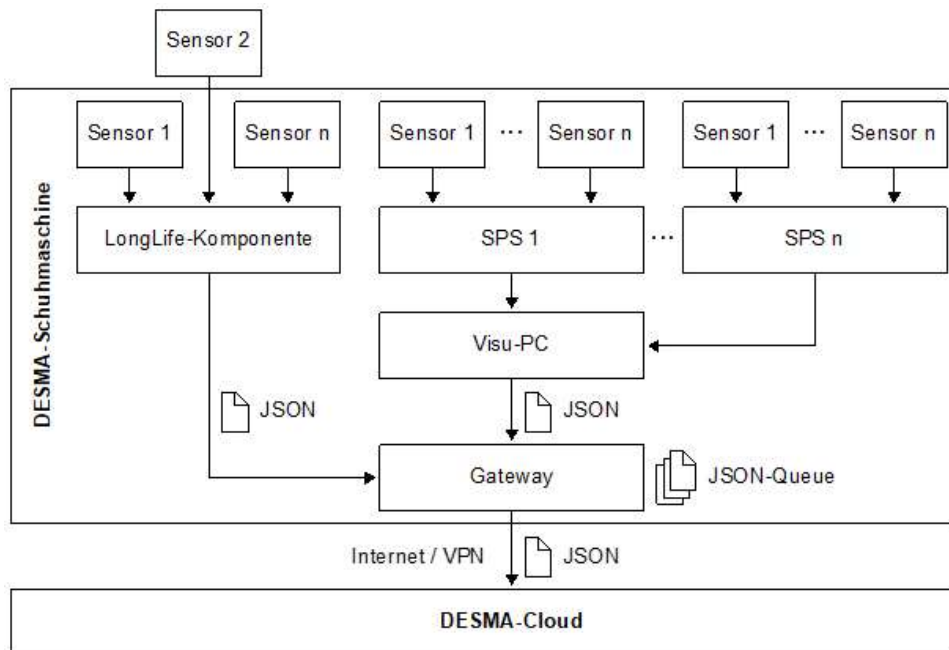 Sensor 2
DESMA-Schuhmaschine
Sensor 1
Sensor n
Sensor 1 ... Sensor n
Sensor 1 ... Sensor n
LongLife-Komponente
SPS 1 ... SPS n
Visu-PC
JSON
JSON
Gateway
JSON-Queue
Internet / VPN
JSON
DESMA-Cloud